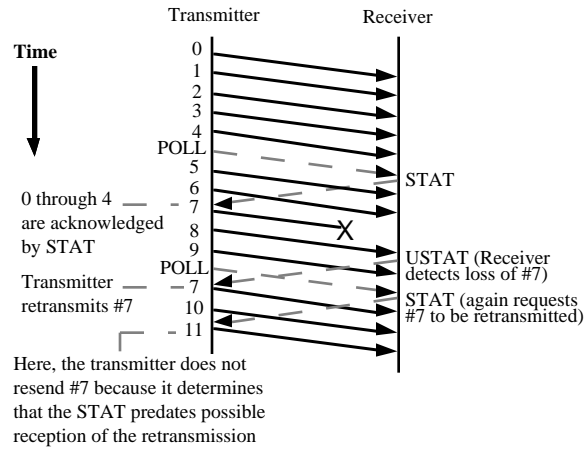 Transmitter
Receiver
Time
0
1
2
3
4
POLL
5
STAT
6
0 through 4
are acknowledged
by STAT
7
X
8
9
USTAT (Receiver
detects loss of #7)
POLL
Transmitter
retransmits #7
7
STAT (again requests
#7 to be retransmitted)
10
11
Here, the transmitter does not
resend #7 because it determines
that the STAT predates possible
reception of the retransmission